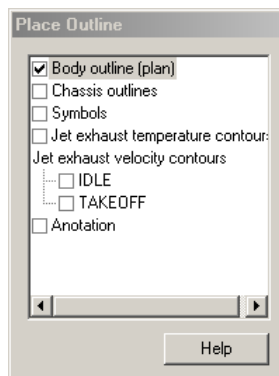 Place Outline
Body outline (plan)
Chassis outlines
Symbols
Jet exhaust temperature contour
Jet exhaust velocity contours
IDLE
TAKEOFF
Anotation
Help